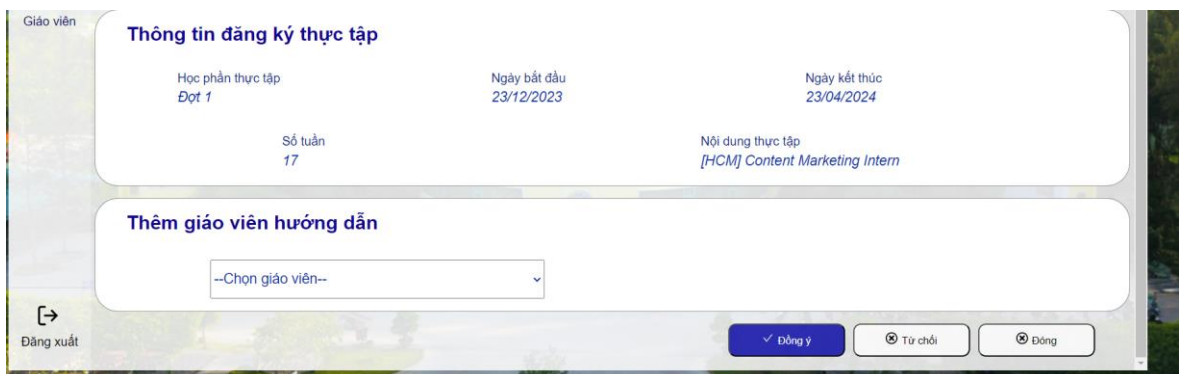 Giáo viên
Thông tin đăng ký thực tập
Học phần thực tập
Ngày bắt đầu
Ngày kết thúc
Đợt 1
23/12/2023
23/04/2024
Số tuần
Nội dung thực tập
17
[HCM] Content Marketing Intern
Thêm giáo viên hướng dẫn
--Chọn giáo viên--
Đăng xuất
Đồng ý
Từ chối
Đóng